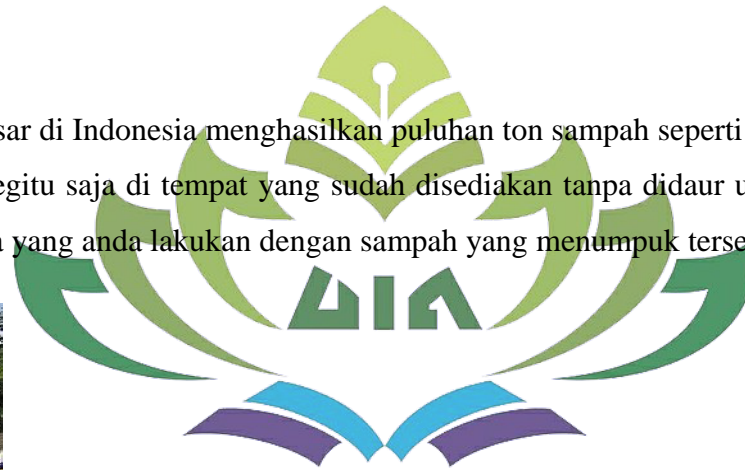 sar di Indonesia menghasilkan puluhan ton sampah seperti
egitu saja di tempat yang sudah disediakan tanpa didaur u
a yang anda lakukan dengan sampah yang menumpuk terse
UIN